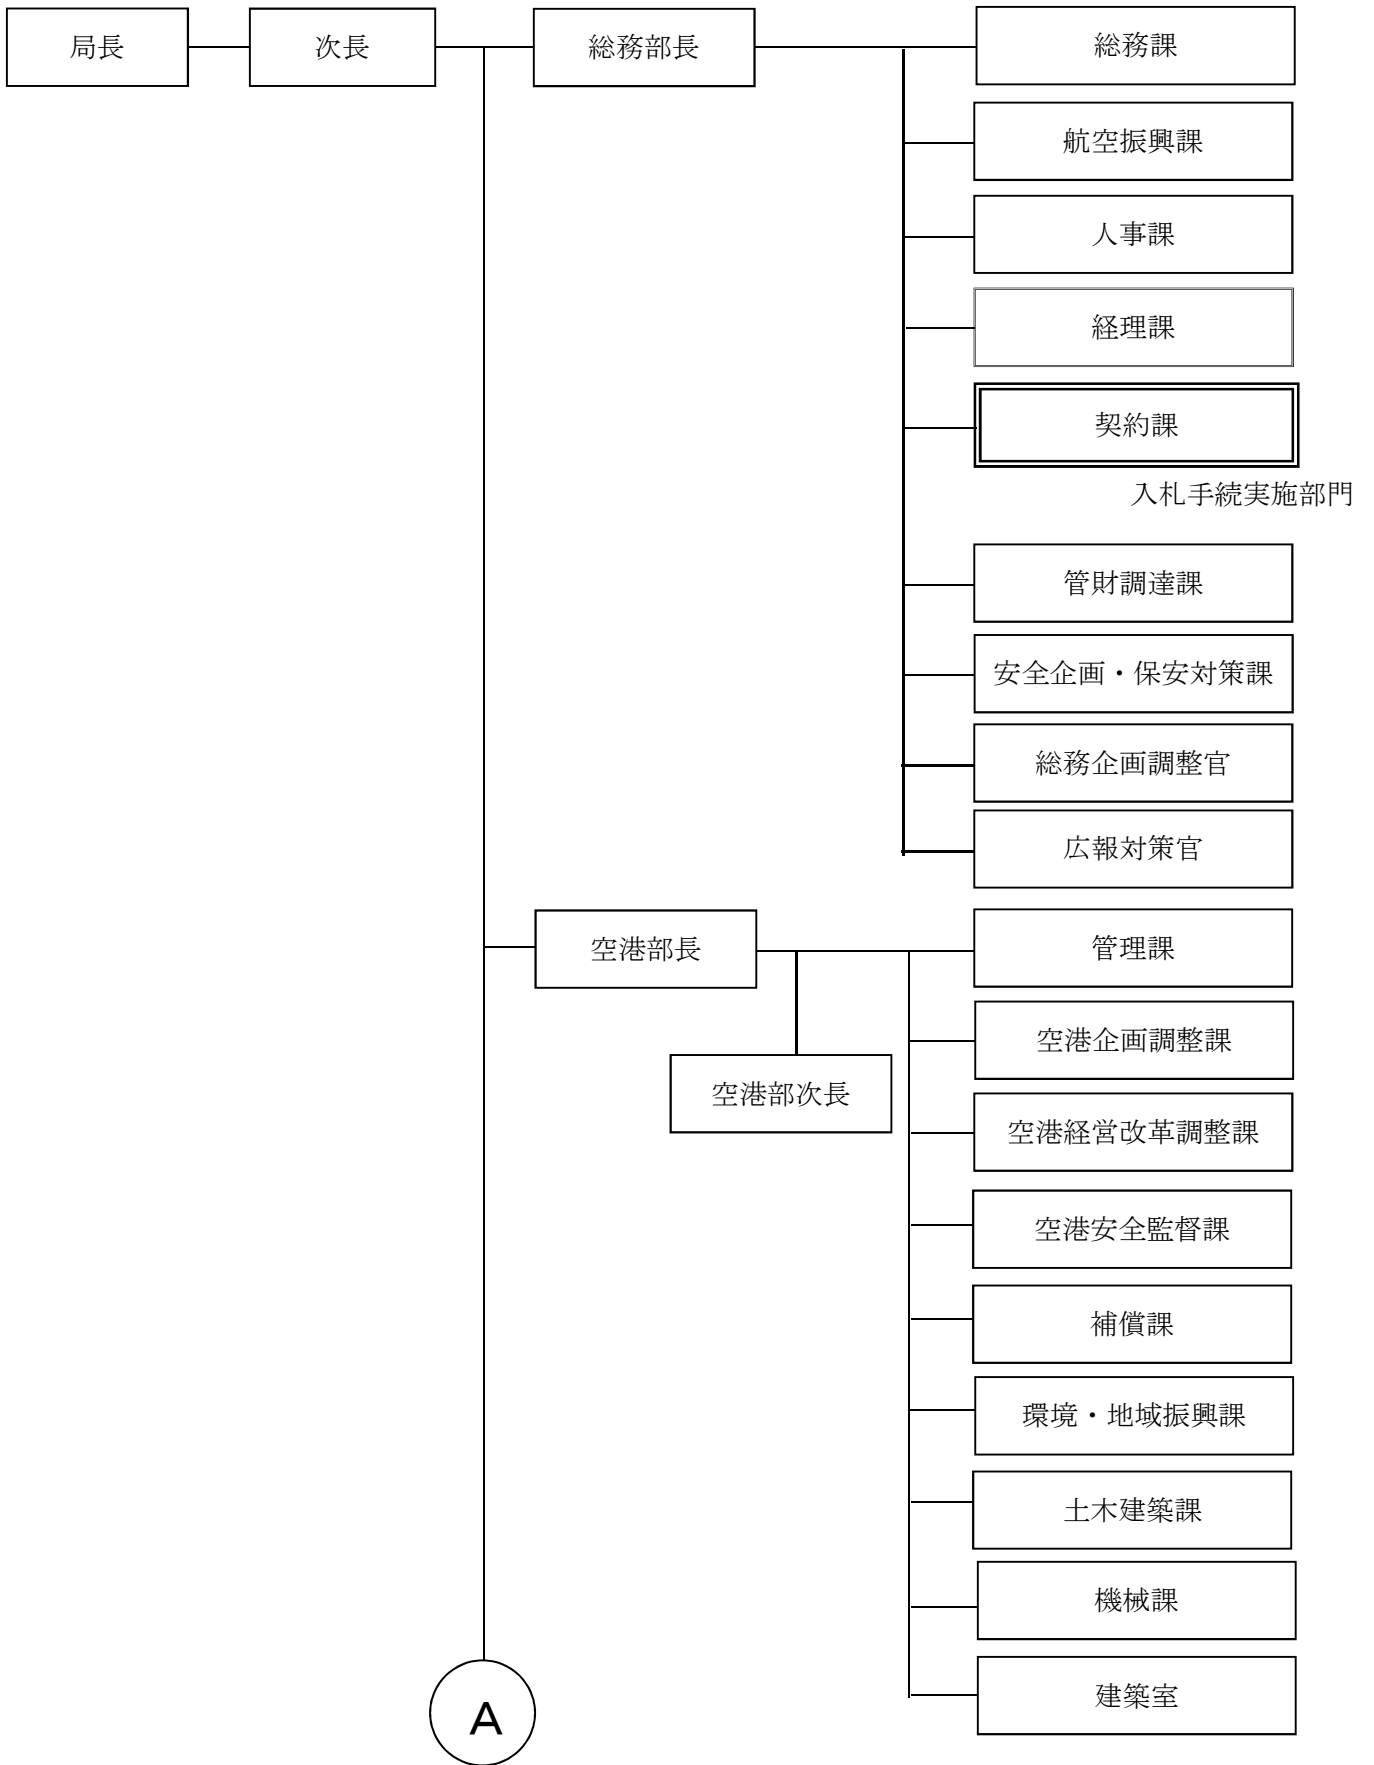 局長
次長
総務部長
総務課
航空振興課
人事課
経理課
契約課
入札手続実施部門
管財調達課
安全企画・保安対策課
総務企画調整官
広報対策官
空港部長
管理課
空港企画調整課
空港部次長
空港経営改革調整課
空港安全監督課
補償課
環境・地域振興課
土木建築課
機械課
建築室
A